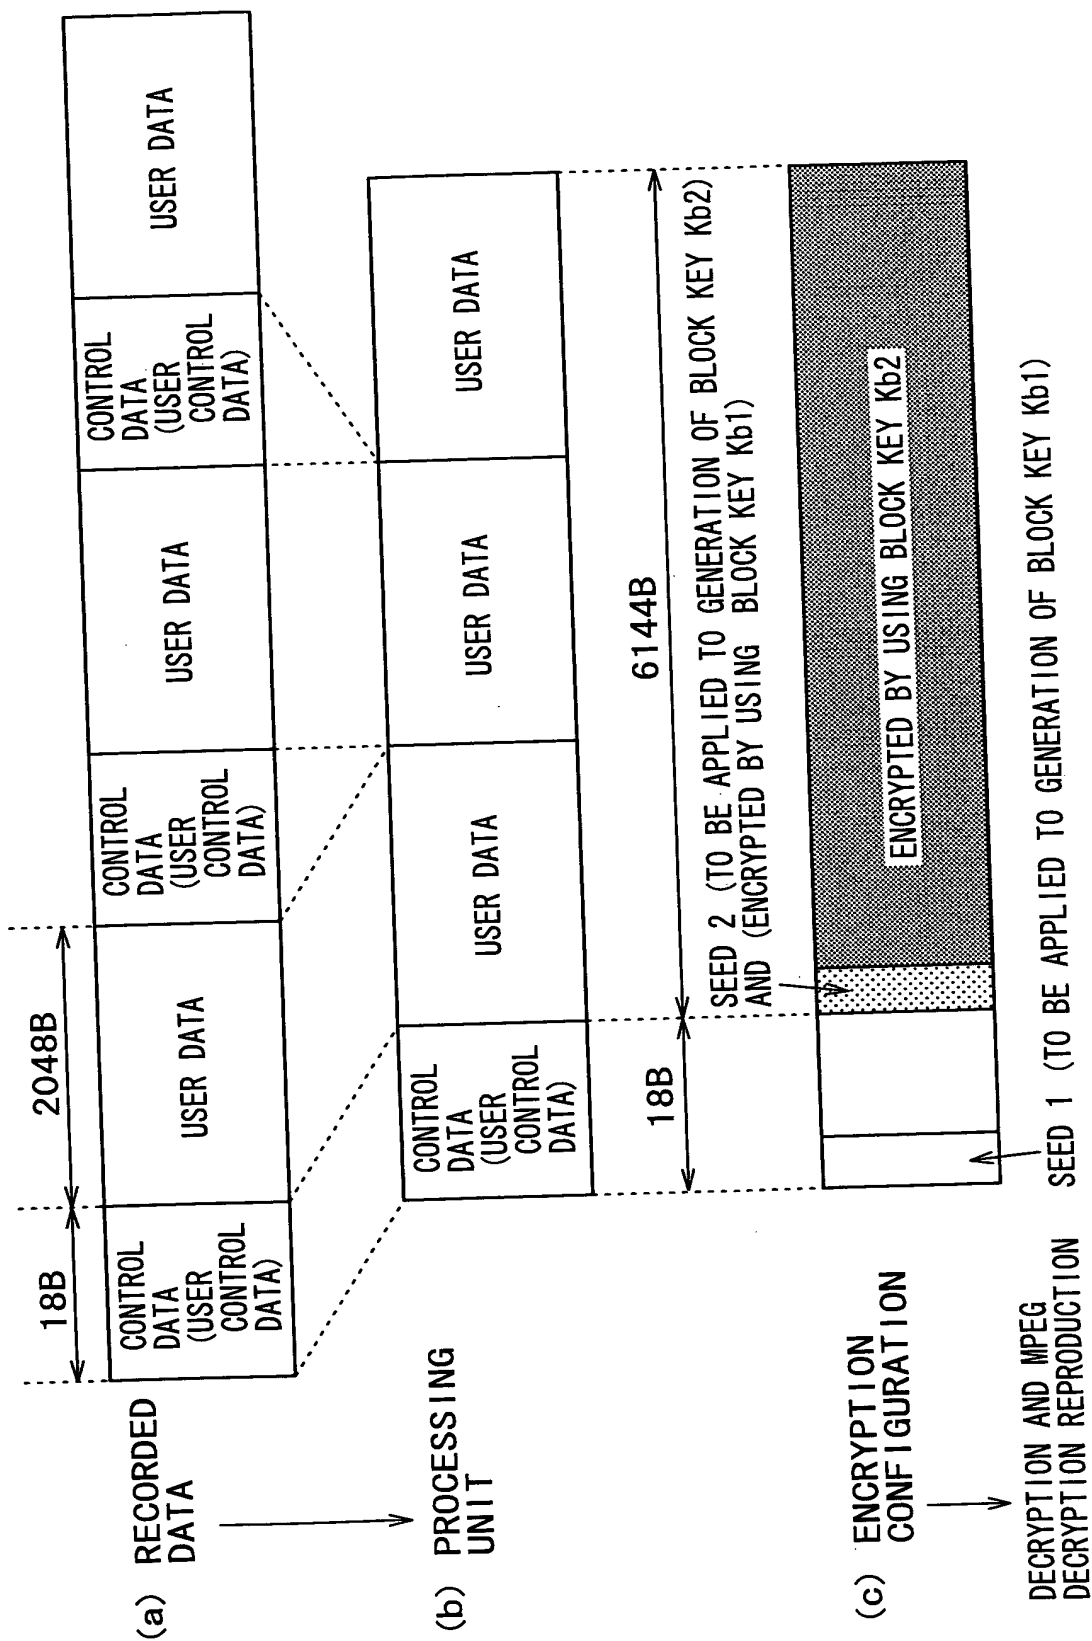 (a) RECORDED
DATA
18B
2048B
CONTROL
DATA
(USER
CONTROL
DATA)
USER DATA
CONTROL
DATA
(USER
CONTROL
DATA)
USER DATA
CONTROL
DATA
(USER
CONTROL
DATA)
USER DATA
(b) PROCESSING
UNIT
CONTROL
DATA
(USER
CONTROL
DATA)
USER DATA
USER DATA
USER DATA
18B
6144B
SEED 2 (TO BE APPLIED TO GENERATION OF BLOCK KEY Kb2)
AND (ENCRYPTED BY USING BLOCK KEY Kb1)
(c) ENCRYPTION
CONFIGURATION
ENCRYPTED BY USING BLOCK KEY Kb2
SEED 1 (TO BE APPLIED TO GENERATION OF BLOCK KEY Kb1)
DECRYPTION AND MPEG
DECRYPTION REPRODUCTION